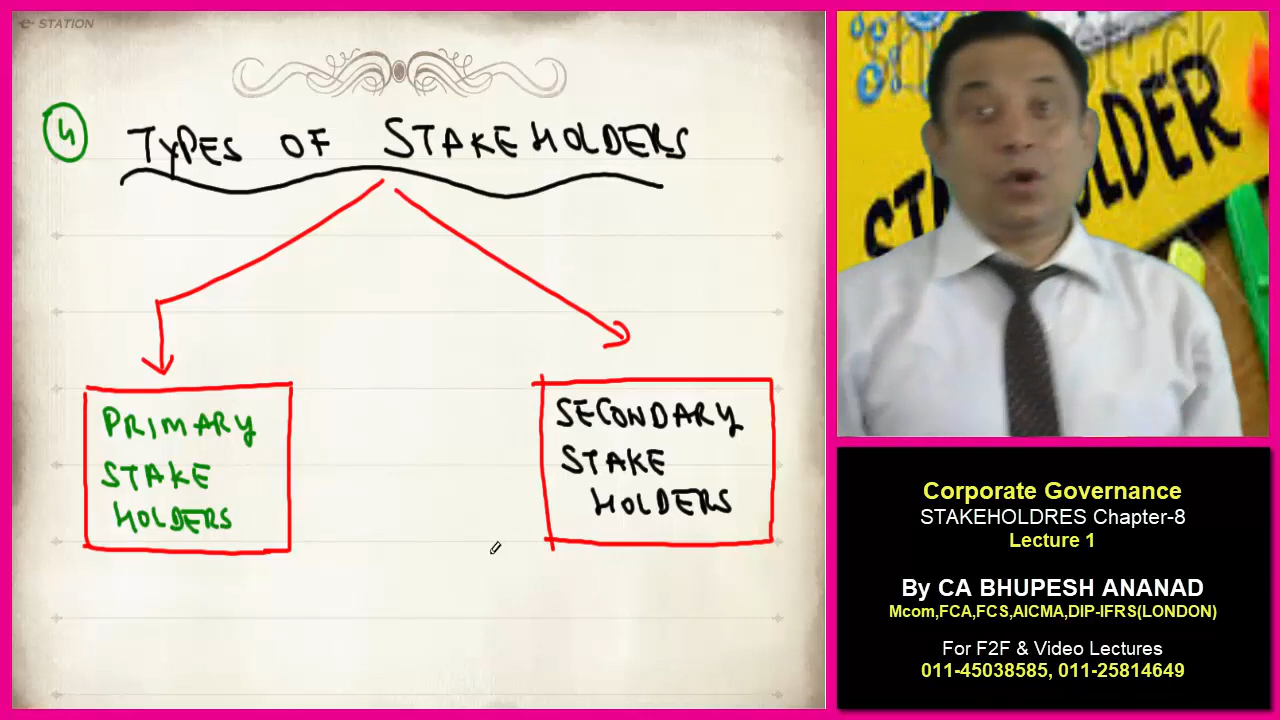 e- STATION
4
TYPES OF STAKEHOLDERS
PRIMARY
STAKE
HOLDERS
SECONDARY
STAKE
HOLDERS
STAKEHOLDER
Corporate Governance
STAKEHOLDRES Chapter-8
Lecture 1
By CA BHUPESH ANANAD
Mcom,FCA,FCS,AICMA,DIP-IFRS(LONDON)
For F2F & Video Lectures
011-45038585, 011-25814649